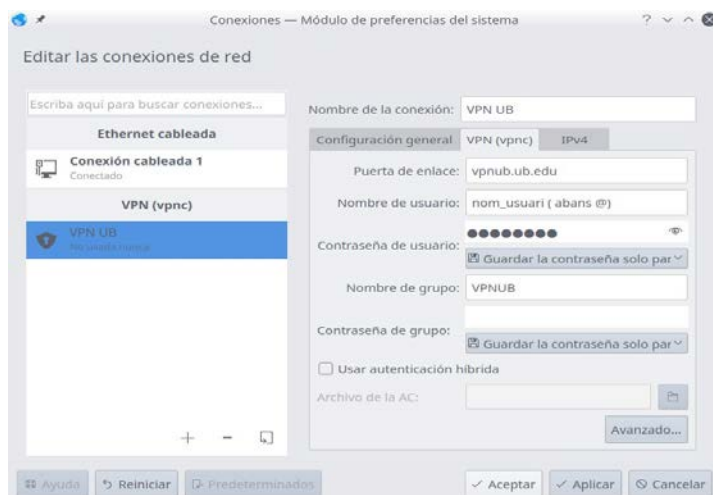 Conexiones — Módulo de preferencias del sistema
Editar las conexiones de red
Escriba aquí para buscar conexiones...
Ethernet cableada
Conexión cableada 1
Conectado
VPN (vpnc)
VPN UB
No usada nunca
Nombre de la conexión: VPN UB
Configuración general VPN (vpnc) IPv4
Puerta de enlace: vpnub.ub.edu
Nombre de usuario: nom_usuari ( abans @)
Contraseña de usuario: ●●●●●●●●
Guardar la contraseña solo par
Nombre de grupo: VPNUB
Contraseña de grupo:
Guardar la contraseña solo par
Usar autenticación híbrida
Archivo de la AC:
Avanzado...
Ayuda Reiniciar Predeterminados Aceptar Aplicar Cancelar